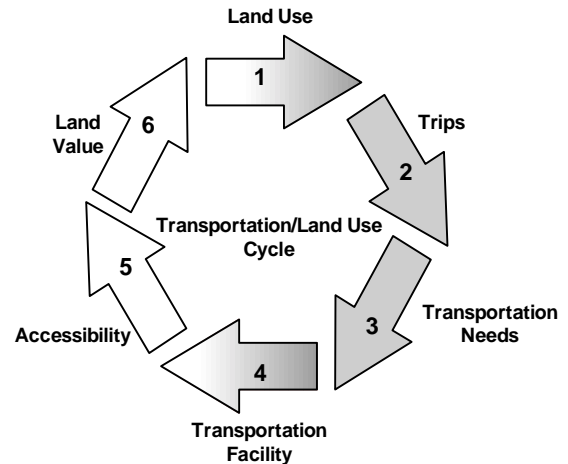 Land Use
1
Trips
2
Transportation
Needs
3
Transportation
Facility
4
Accessibility
5
Land
Value
6
Transportation/Land Use
Cycle